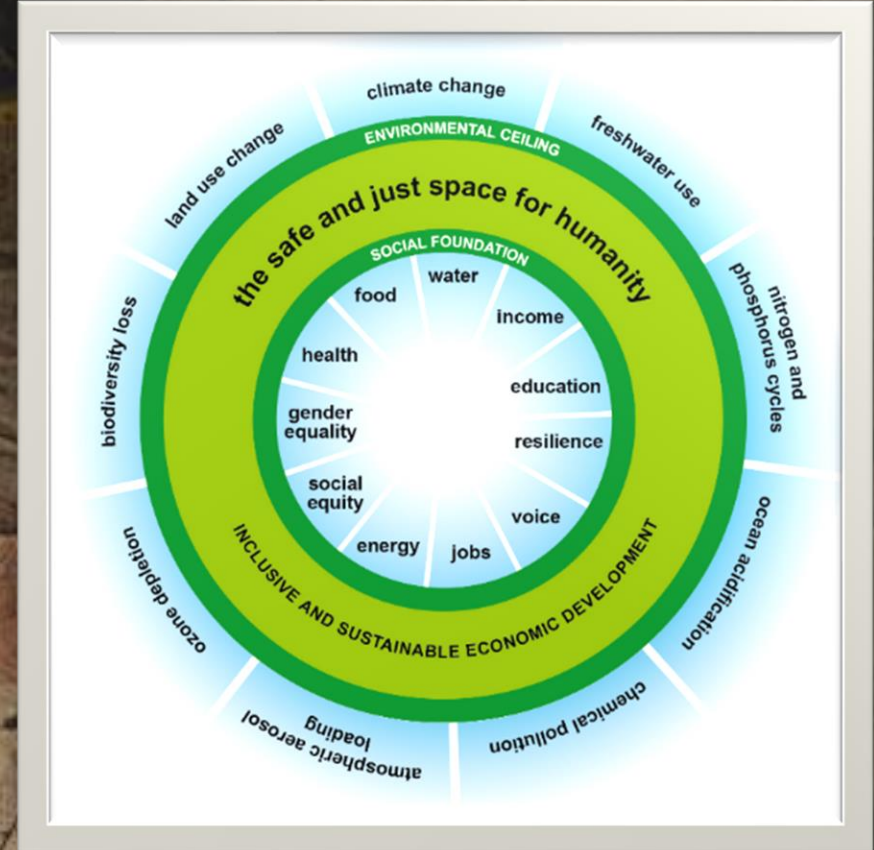 climate change
freshwater use
nitrogen and
phosphorus cycles
ocean acidification
chemical pollution
atmospheric aerosol
loading
ozone depletion
biodiversity loss
land use change
ENVIRONMENTAL CEILING
the safe and just space for humanity
SOCIAL FOUNDATION
water
income
education
resilience
voice
jobs
energy
social
equity
gender
equality
health
food
INCLUSIVE AND SUSTAINABLE ECONOMIC DEVELOPMENT